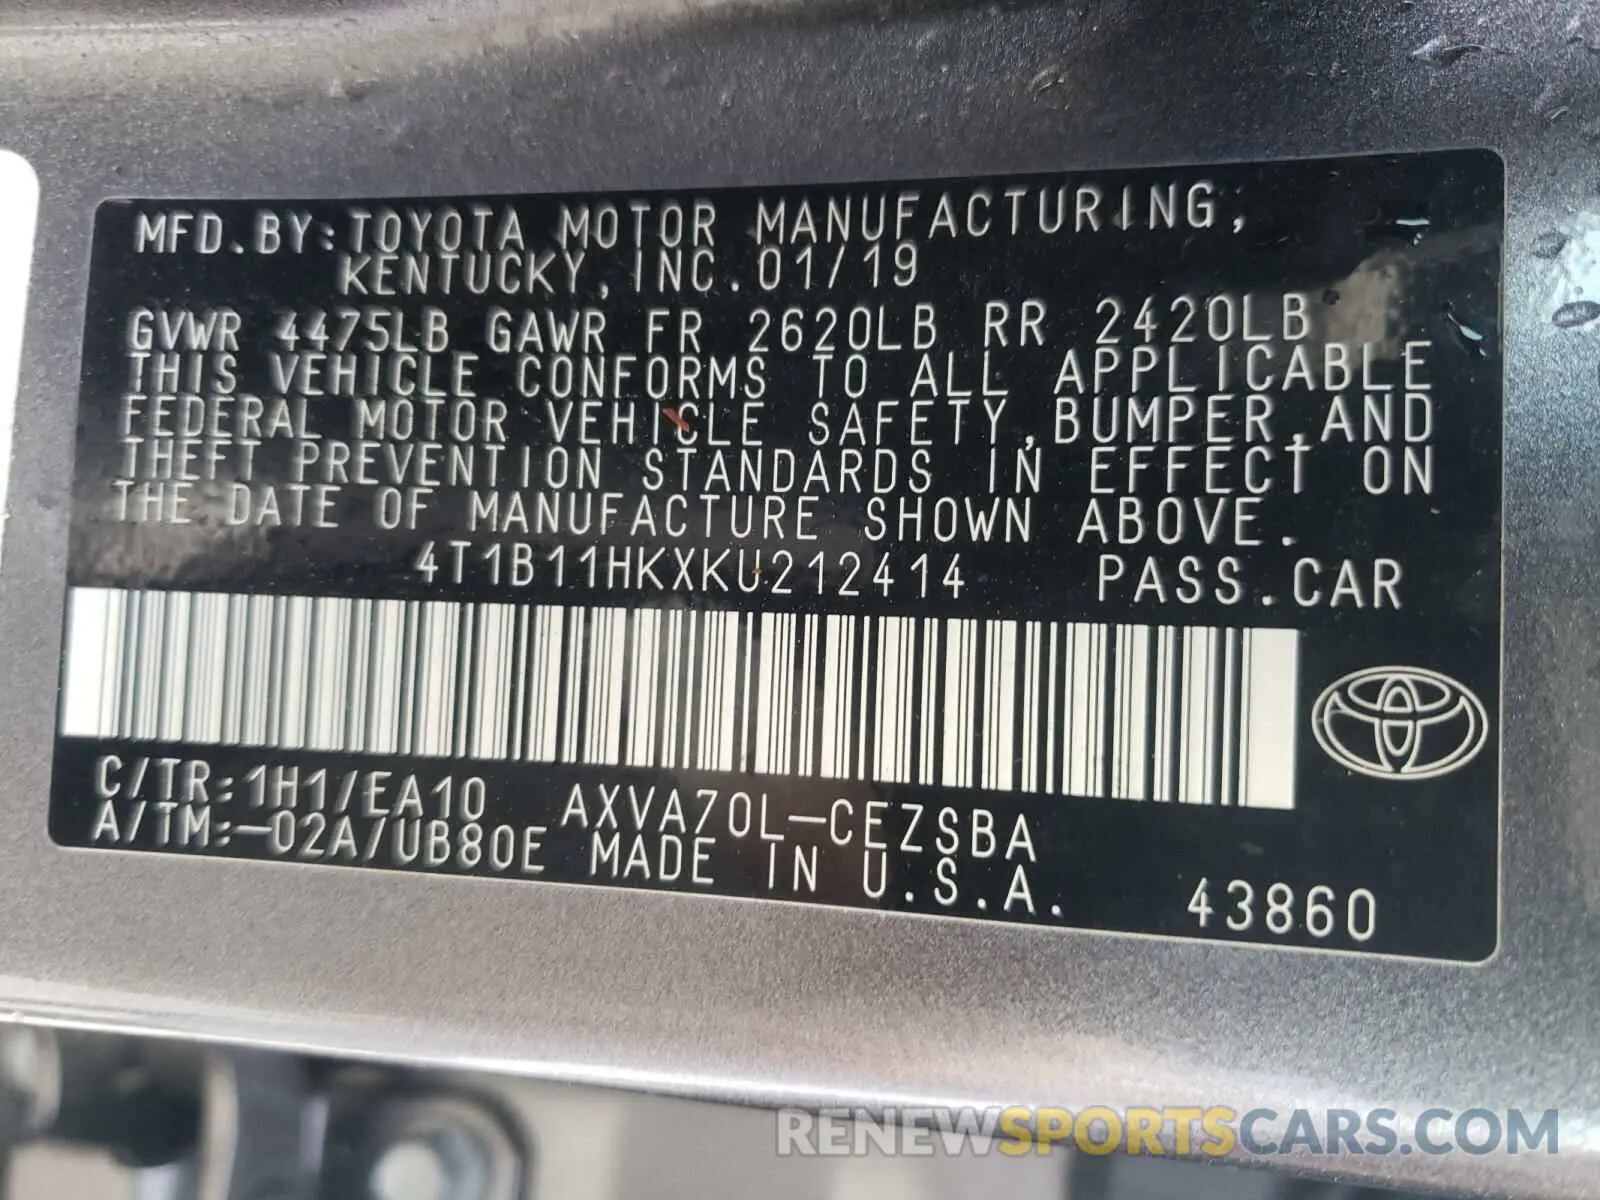 MFD.BY:TOYOTA MOTOR MANUFACTURING,
KENTUCKY, INC.01/19
GVWR 4475LB GAWR FR 2620LB RR 2420LB
THIS VEHICLE CONFORMS TO ALL APPLICABLE
FEDERAL MOTOR VEHICLE SAFETY,BUMPER,AND
THEFT PREVENTION STANDARDS IN EFFECT ON
THE DATE OF MANUFACTURE SHOWN ABOVE.
4T1B11HKXKU212414 PASS.CAR
C/TR:1H1/EA10 AXVA70L-CEZSBA
A/TM:-02A/UB80E MADE IN U.S.A.
43860
RENEWSPORTSCARS.COM